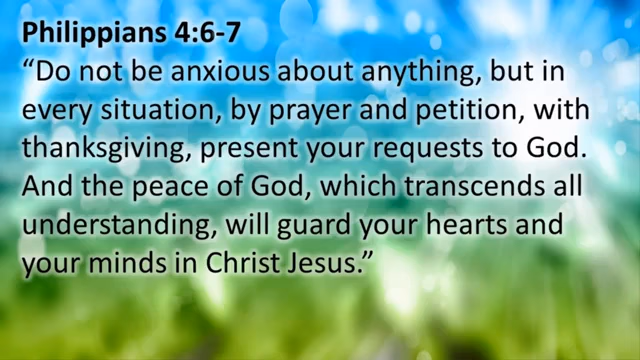 Philippians 4:6-7
“Do not be anxious about anything, but in
every situation, by prayer and petition, with
thanksgiving, present your requests to God.
And the peace of God, which transcends all
understanding, will guard your hearts and
your minds in Christ Jesus.”